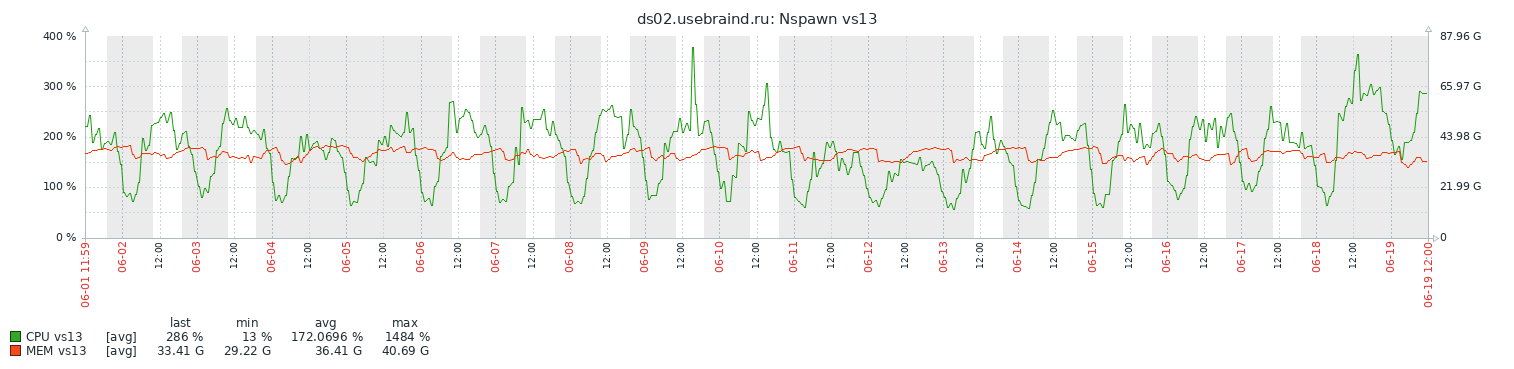 ds02.usebraind.ru: Nspawn vs13
400 % 87.96 G
300 % 65.97 G
200 % 43.98 G
100 % 21.99 G
0 % 0
06-01 11:59 06-02 12:00 06-03 12:00 06-04 12:00 06-05 12:00 06-06 12:00 06-07 12:00 06-08 12:00 06-09 12:00 06-10 12:00 06-11 12:00 06-12 12:00 06-13 12:00 06-14 12:00 06-15 12:00 06-16 12:00 06-17 12:00 06-18 12:00 06-19 06-19 12:00
last min avg max
CPU vs13 [avg] 286 % 13 % 172.0696 % 1484 %
MEM vs13 [avg] 33.41 G 29.22 G 36.41 G 40.69 G